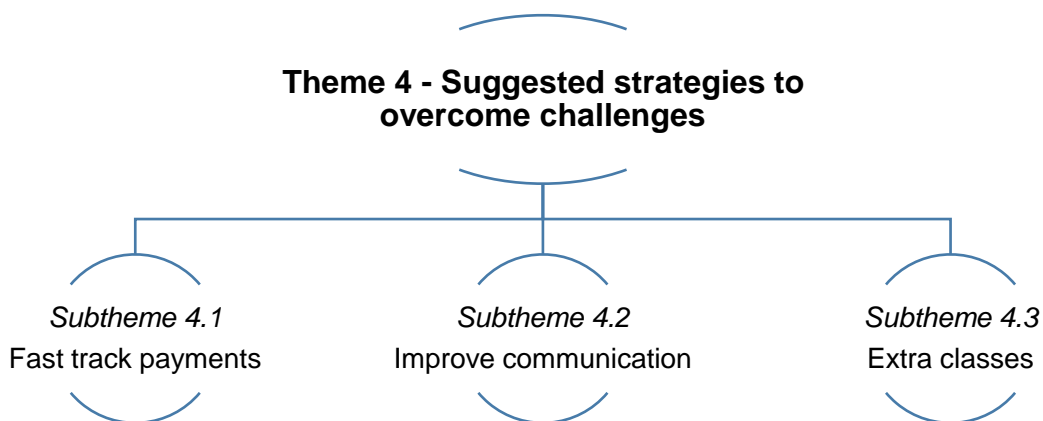 Theme 4 - Suggested strategies to
overcome challenges
Subtheme 4.1
Fast track payments
Subtheme 4.2
Improve communication
Subtheme 4.3
Extra classes